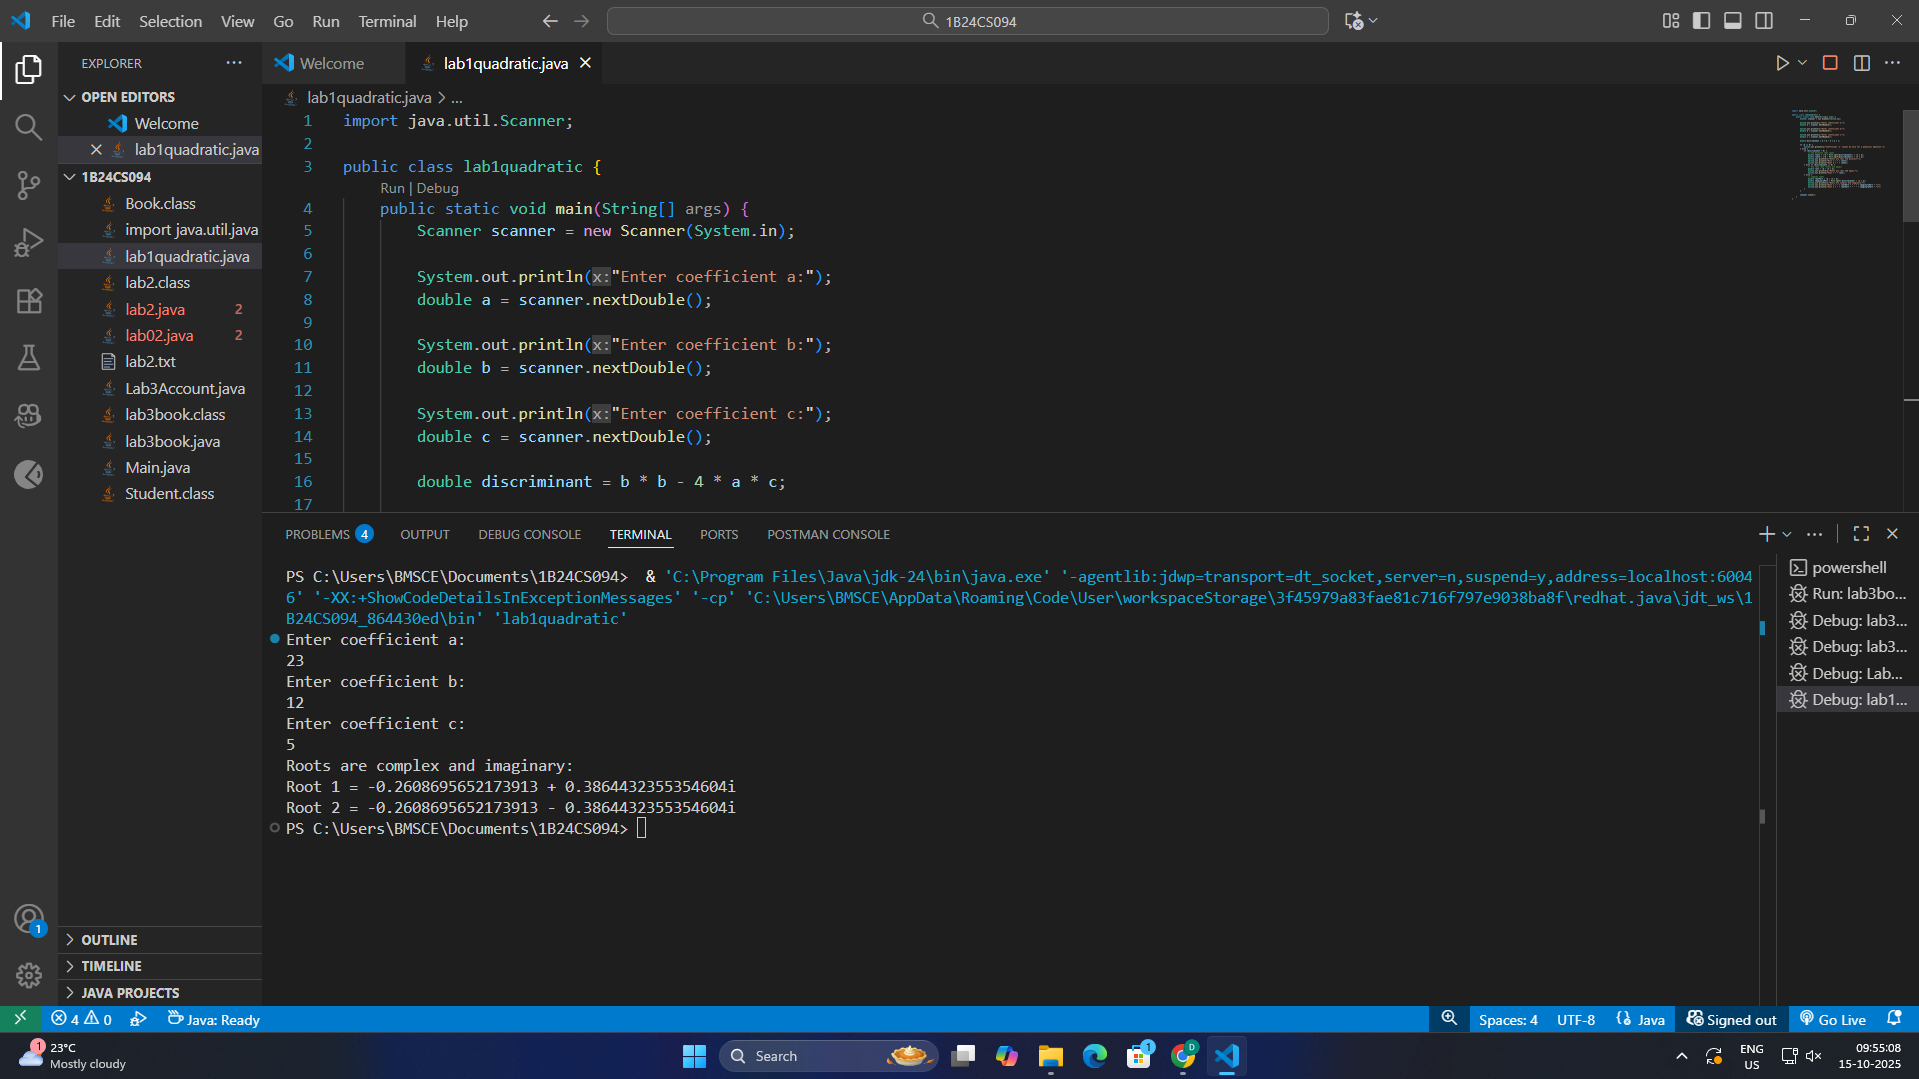 File Edit Selection View Go Run Terminal Help
1B24CS094
EXPLORER
OPEN EDITORS
Welcome
lab1quadratic.java
1B24CS094
Book.class
import java.util.java
lab1quadratic.java
lab2.class
lab2.java 2
lab02.java 2
lab2.txt
Lab3Account.java
lab3book.class
lab3book.java
Main.java
Student.class
OUTLINE
TIMELINE
JAVA PROJECTS
Welcome
lab1quadratic.java
lab1quadratic.java > ...
1 import java.util.Scanner;
2
3 public class lab1quadratic {
Run | Debug
4 public static void main(String[] args) {
5 Scanner scanner = new Scanner(System.in);
6
7 System.out.println(x:"Enter coefficient a:");
8 double a = scanner.nextDouble();
9
10 System.out.println(x:"Enter coefficient b:");
11 double b = scanner.nextDouble();
12
13 System.out.println(x:"Enter coefficient c:");
14 double c = scanner.nextDouble();
15
16 double discriminant = b * b - 4 * a * c;
17
PROBLEMS 4 OUTPUT DEBUG CONSOLE TERMINAL PORTS POSTMAN CONSOLE
PS C:\Users\BMSCE\Documents\1B24CS094> & 'C:\Program Files\Java\jdk-24\bin\java.exe' '-agentlib:jdwp=transport=dt_socket,server=n,suspend=y,address=localhost:6004
6' '-XX:+ShowCodeDetailsInExceptionMessages' '-cp' 'C:\Users\BMSCE\AppData\Roaming\Code\User\workspaceStorage\3f45979a83fae81c716f797e9038ba8f\redhat.java\jdt_ws\1
B24CS094_864430ed\bin' 'lab1quadratic'
Enter coefficient a:
23
Enter coefficient b:
12
Enter coefficient c:
5
Roots are complex and imaginary:
Root 1 = -0.2608695652173913 + 0.3864432355354604i
Root 2 = -0.2608695652173913 - 0.3864432355354604i
PS C:\Users\BMSCE\Documents\1B24CS094>
powershell
Run: lab3bo...
Debug: lab3...
Debug: lab3...
Debug: Lab...
Debug: lab1...
1
4 0 Java: Ready
Spaces: 4 UTF-8 Java Signed out Go Live
1
23°C
Mostly cloudy
Search
1
D
ENG
US
09:55:08
15-10-2025